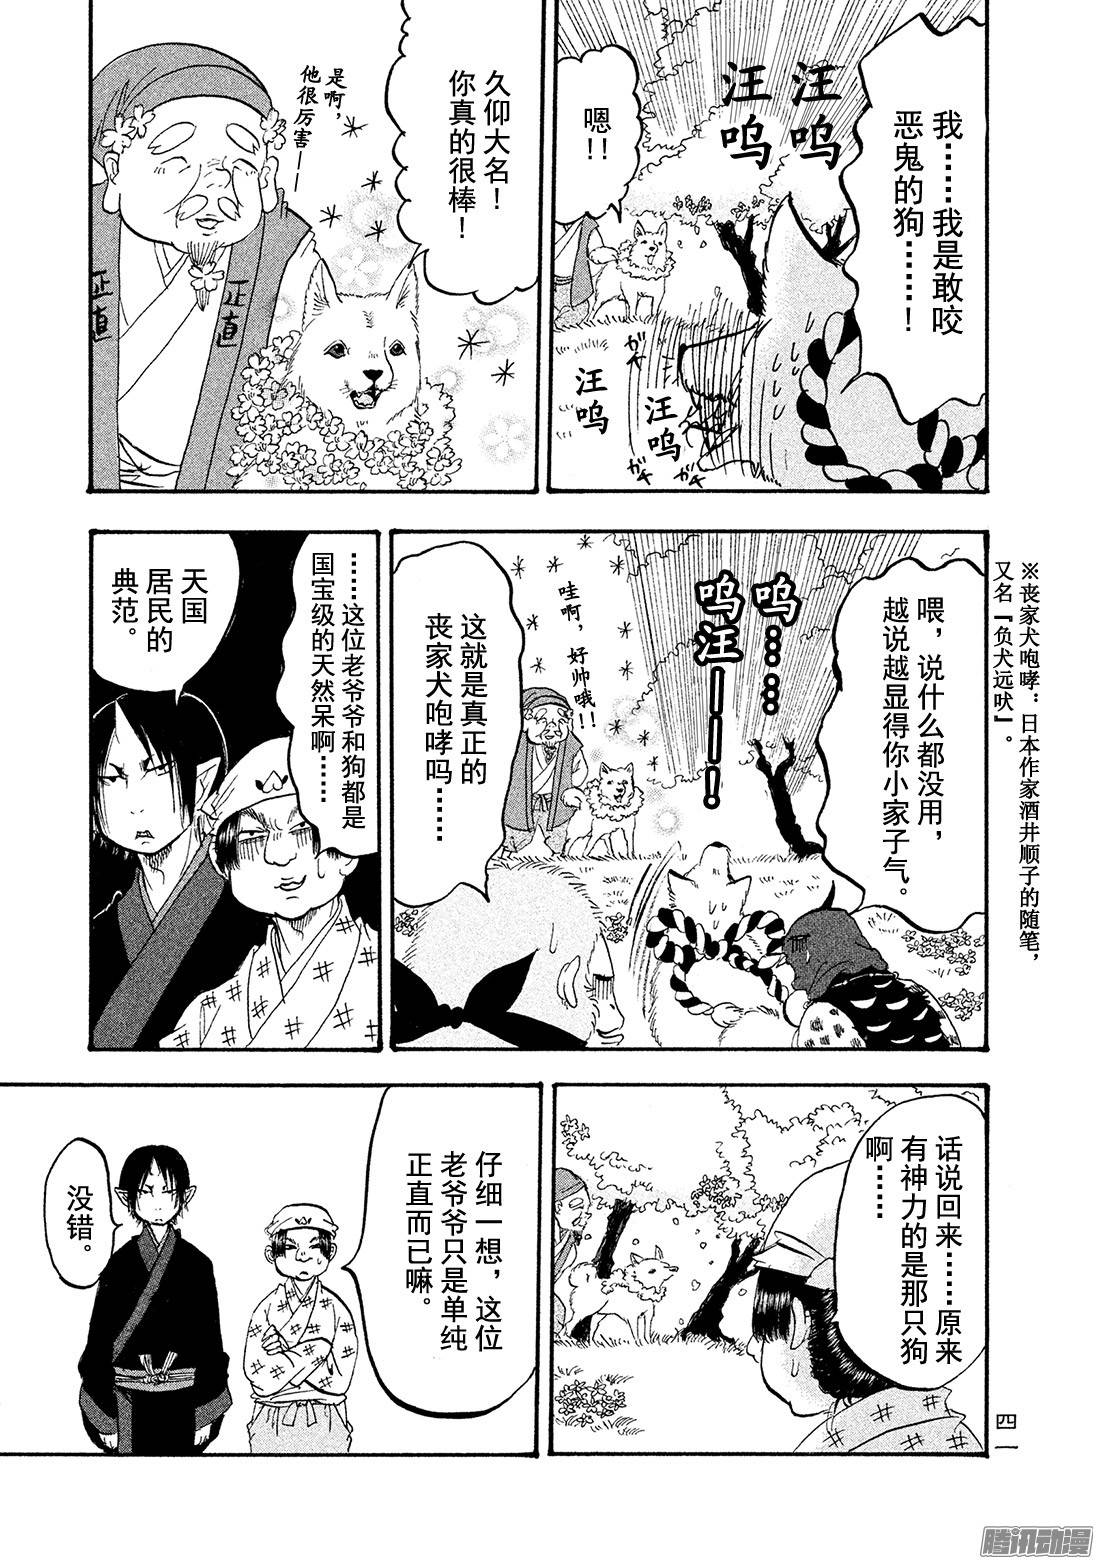 我……我是敢咬
恶鬼的狗……！
汪呜
汪呜
嗯！！
ガチ
汪呜
汪呜
ガチ
ガチ
久仰大名！
你真的很棒！
是啊，
他很厉害——
正直
正直
※丧家犬咆哮：日本作家酒井顺子的随笔，
又名『负犬远吠』。
喂，说什么都没用，
越说越显得你小家子气。
呜……
呜汪———！
哇啊，好帅哦！！
这就是真正的
丧家犬咆哮吗……
……这位老爷爷和狗都是
国宝级的天然呆啊……
天国
居民的
典范。
话说回来……原来
有神力的是那只狗
啊……
仔细一想，这位
老爷爷只是单纯
正直而已嘛。
没错。
四一
腾讯动漫